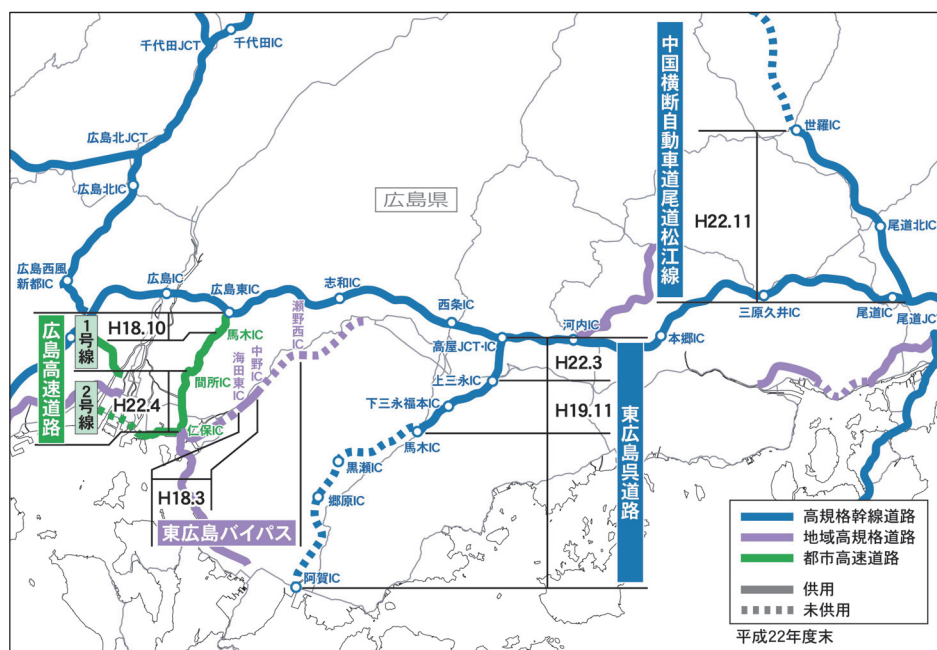 千代田JCT
千代田IC
広島北JCT
広島北IC
広島県
中国横断自動車道尾道松江線
世羅IC
H22.11
尾道北IC
広島西風
新都IC
広島IC
広島東IC
志和IC
西条IC
瀬野西IC
中野IC
海田東IC
高屋JCT・IC
河内IC
本郷IC
三原久井IC
尾道IC
尾道JCT
広島高速道路
1号線
H18.10
馬木IC
間所IC
2号線
H22.4
仁保IC
H18.3
東広島バイパス
上三永IC
下三永福本IC
馬木IC
黒瀬IC
郷原IC
阿賀IC
H22.3
H19.11
東広島呉道路
高規格幹線道路
地域高規格道路
都市高速道路
供用
未供用
平成22年度末